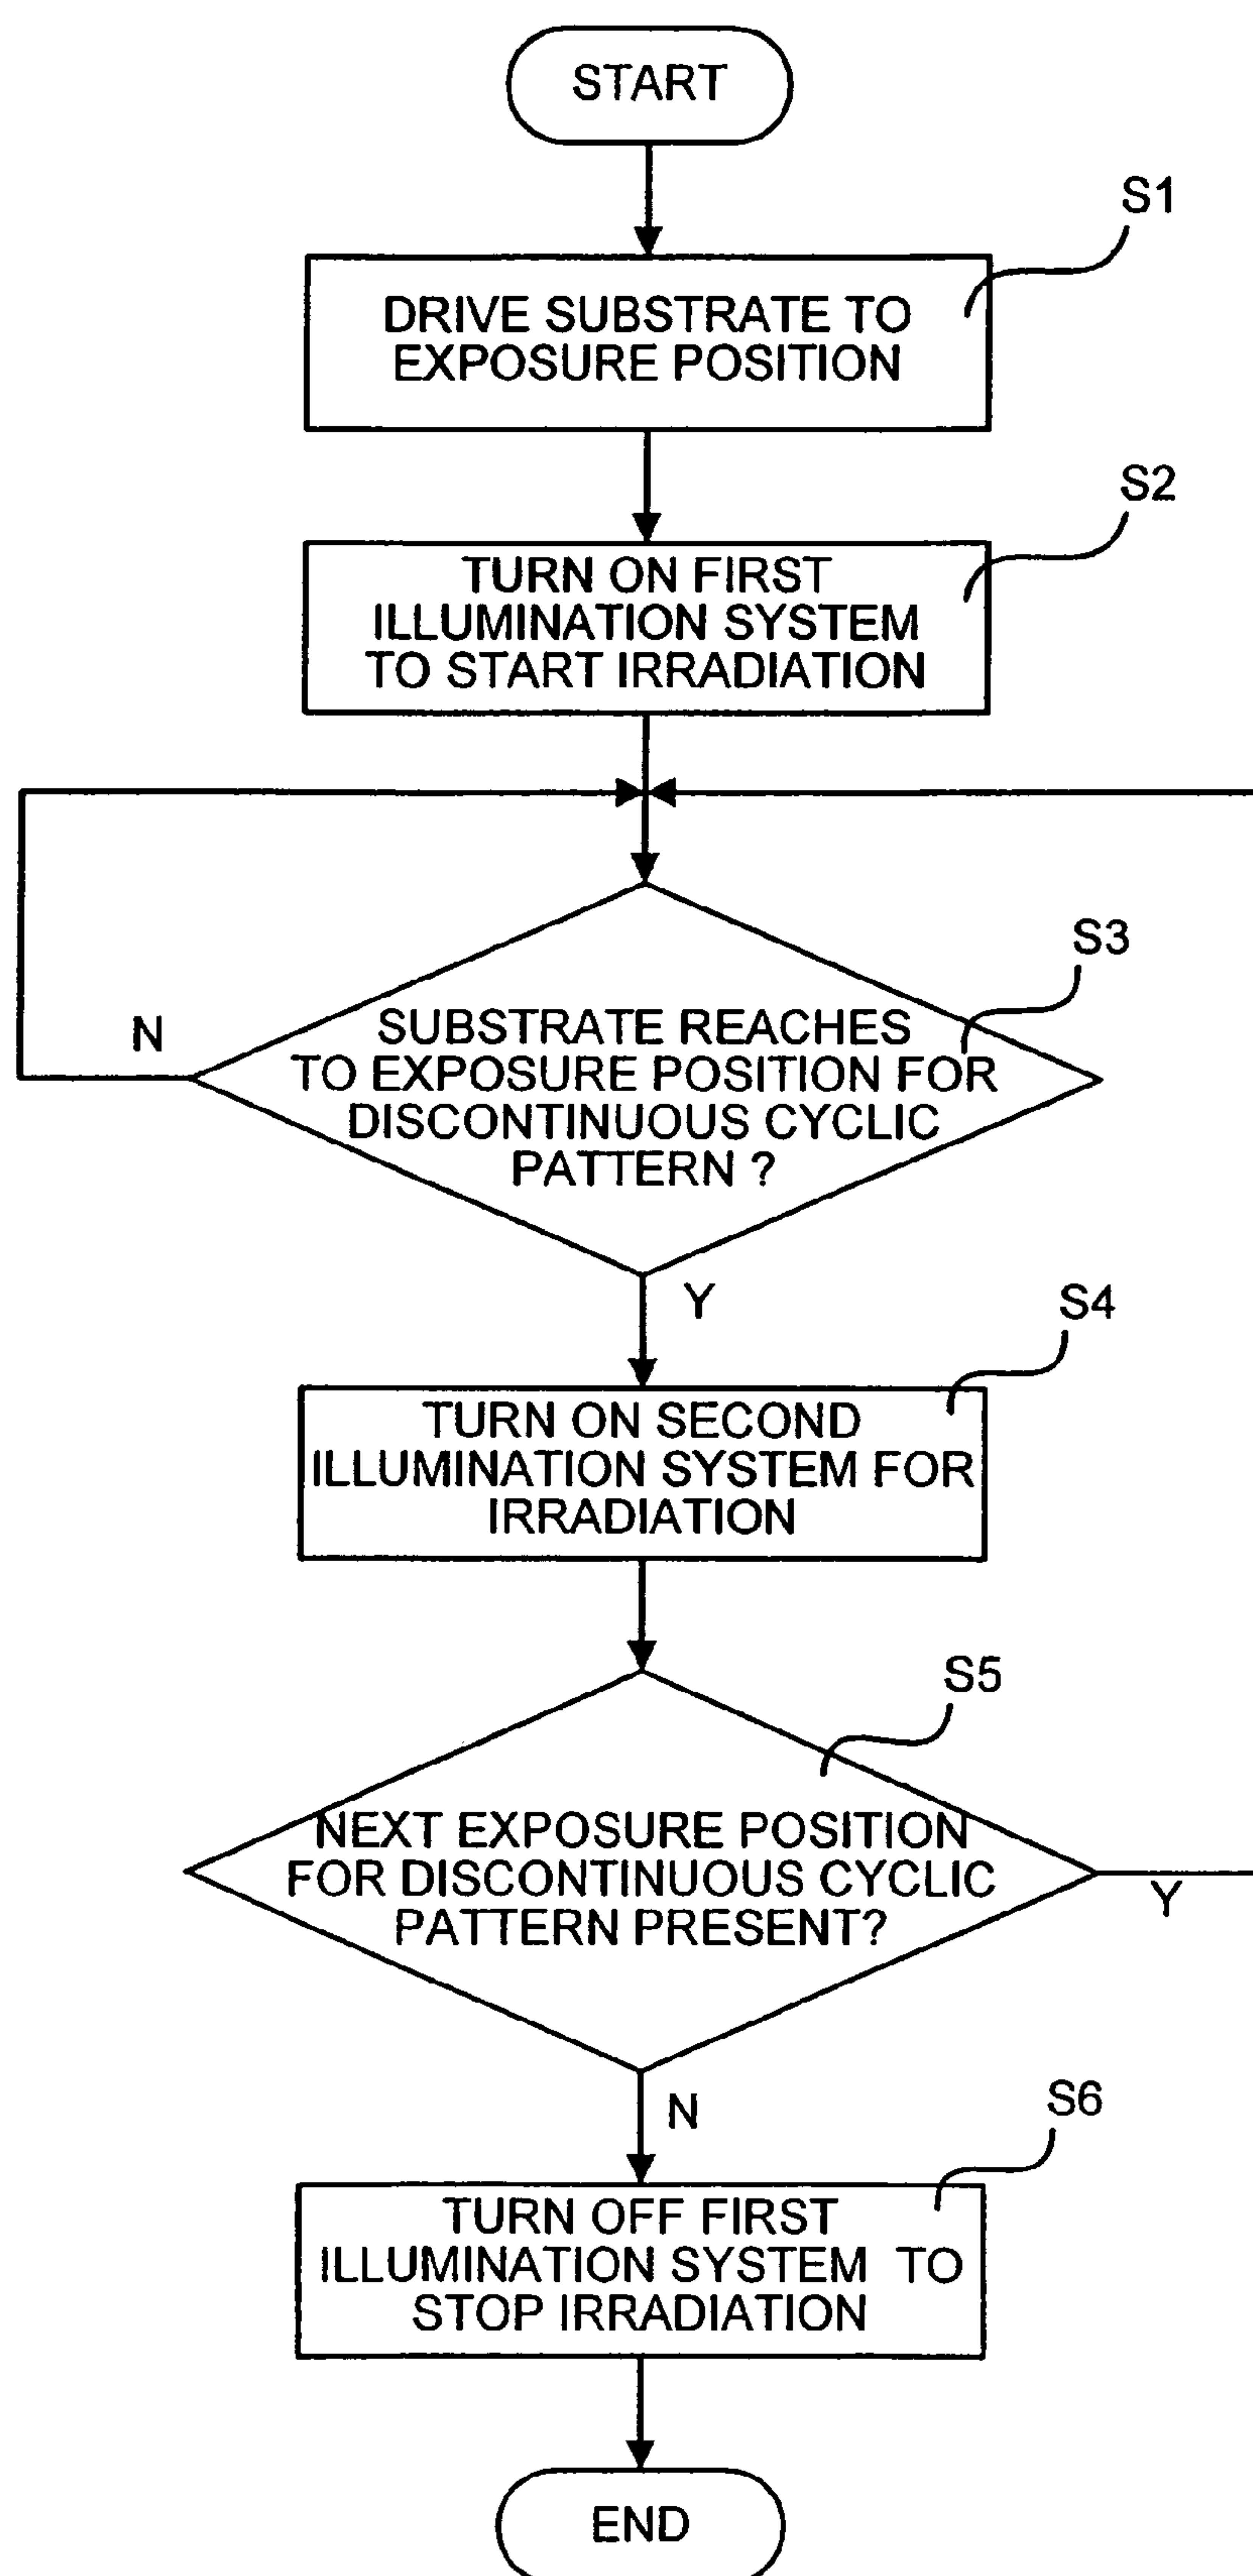 START
S1
DRIVE SUBSTRATE TO
EXPOSURE POSITION
S2
TURN ON FIRST
ILLUMINATION SYSTEM
TO START IRRADIATION
S3
N
SUBSTRATE REACHES
TO EXPOSURE POSITION FOR
DISCONTINUOUS CYCLIC
PATTERN ?
Y
S4
TURN ON SECOND
ILLUMINATION SYSTEM FOR
IRRADIATION
S5
NEXT EXPOSURE POSITION
FOR DISCONTINUOUS CYCLIC
PATTERN PRESENT?
Y
N
S6
TURN OFF FIRST
ILLUMINATION SYSTEM TO
STOP IRRADIATION
END